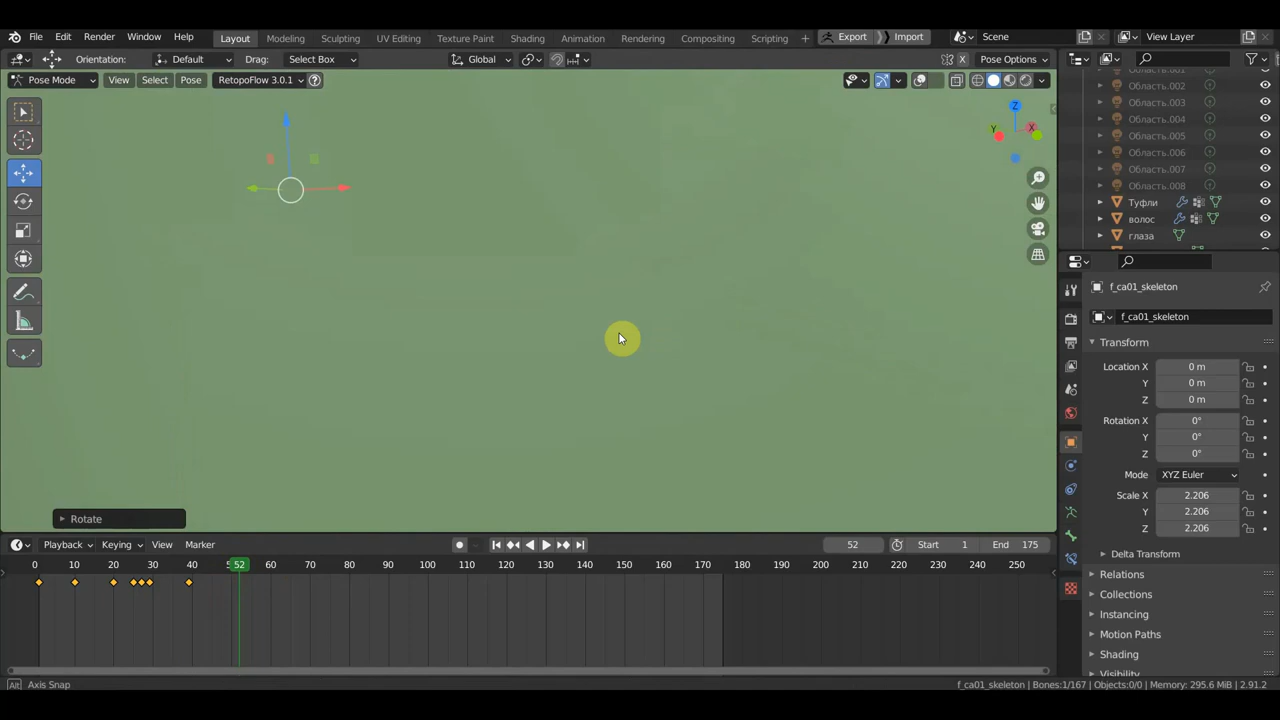 File Edit Render Window Help Layout Modeling Sculpting UV Editing Texture Paint Shading Animation Rendering Compositing Scripting + Export Import Scene View Layer
Orientation: Default Drag: Select Box Global Pose Options
Pose Mode View Select Pose RetopoFlow 3.0.1
Область.002
Область.003
Область.004
Область.005
Область.006
Область.007
Область.008
Туфли
волос
глаза
Z
Y
X
f_ca01_skeleton
f_ca01_skeleton
Transform
Location X 0 m
Y 0 m
Z 0 m
Rotation X 0°
Y 0°
Z 0°
Mode XYZ Euler
Scale X 2.206
Y 2.206
Z 2.206
Delta Transform
Relations
Collections
Instancing
Motion Paths
Shading
Visibility
Rotate
Playback Keying View Marker 52 Start 1 End 175
0 10 20 30 40 52 60 70 80 90 100 110 120 130 140 150 160 170 180 190 200 210 220 230 240 250
Alt Axis Snap
f_ca01_skeleton | Bones:1/167 | Objects:0/0 | Memory: 295.6 MiB | 2.91.2